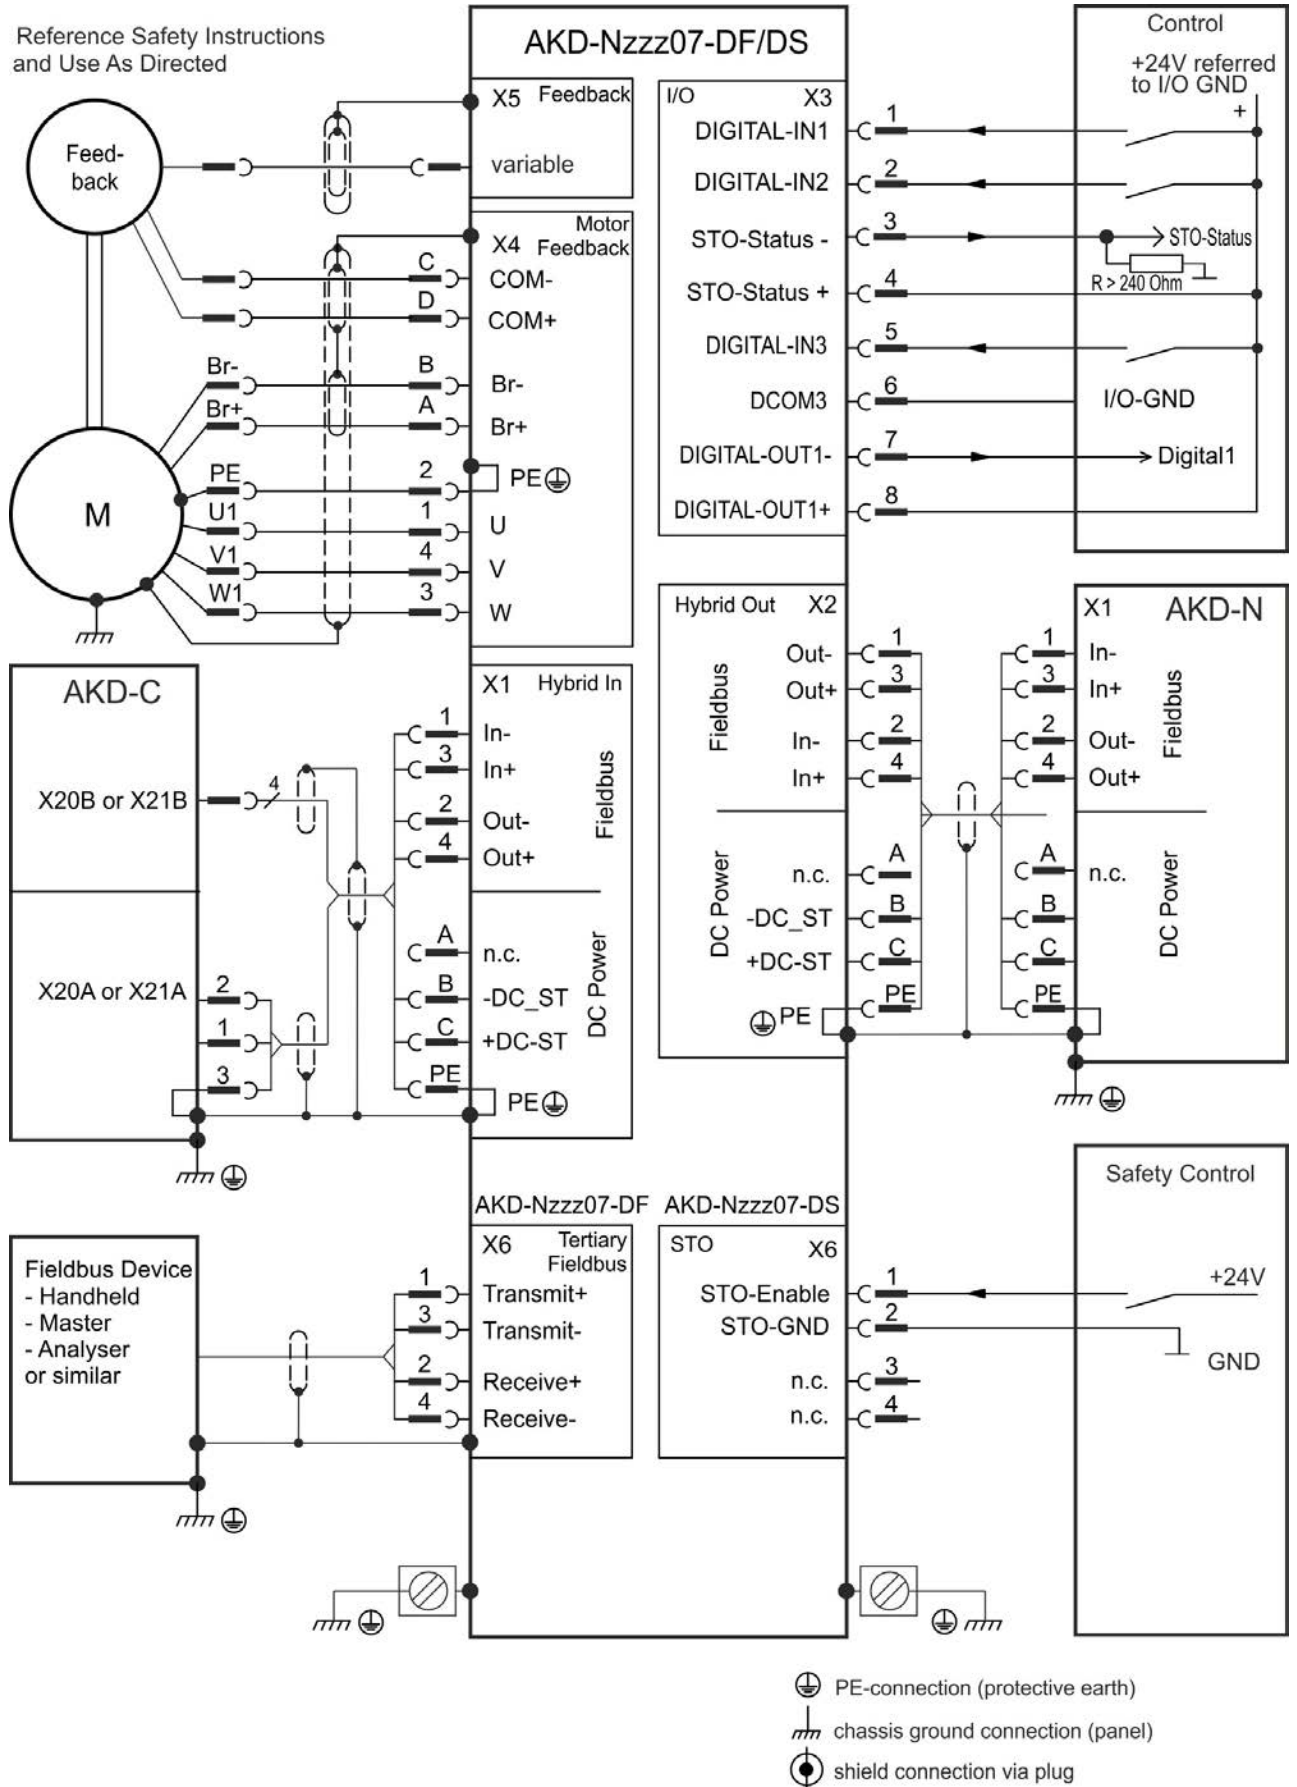 Reference Safety Instructions
and Use As Directed
AKD-Nzzz07-DF/DS
Feed-
back
X5 Feedback
variable
X4
Motor
Feedback
C
COM-
D
COM+
Br-
B
Br-
Br+
A
Br+
PE
2
PE
M
U1
1
U
V1
4
V
W1
3
W
I/O
X3
DIGITAL-IN1
1
DIGITAL-IN2
2
STO-Status -
3
STO-Status +
4
DIGITAL-IN3
5
DCOM3
6
DIGITAL-OUT1-
7
DIGITAL-OUT1+
8
Control
+24V referred
to I/O GND
+
STO-Status
R > 240 Ohm
I/O-GND
Digital1
AKD-C
X20B or X21B
4
X20A or X21A
2
1
3
X1 Hybrid In
1
In-
3
In+
2
Out-
4
Out+
Fieldbus
A
n.c.
B
-DC_ST
C
+DC-ST
PE
PE
DC Power
Hybrid Out X2
Out-
1
Out+
3
In-
2
In+
4
Fieldbus
n.c.
A
-DC_ST
B
+DC-ST
C
PE
PE
DC Power
X1
AKD-N
1
In-
3
In+
2
Out-
4
Out+
Fieldbus
A
n.c.
B
C
PE
DC Power
AKD-Nzzz07-DF
AKD-Nzzz07-DS
Fieldbus Device
- Handheld
- Master
- Analyser
or similar
X6
Tertiary
Fieldbus
1
Transmit+
3
Transmit-
2
Receive+
4
Receive-
STO
X6
STO-Enable
1
STO-GND
2
n.c.
3
n.c.
4
Safety Control
+24V
GND
PE-connection (protective earth)
chassis ground connection (panel)
shield connection via plug